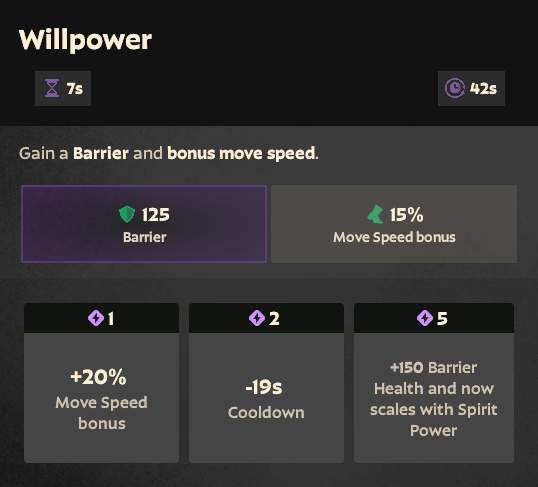 Willpower
7s
42s
Gain a Barrier and bonus move speed.
125
Barrier
15%
Move Speed bonus
1
+20%
Move Speed
bonus
2
-19s
Cooldown
5
+150 Barrier
Health and now
scales with Spirit
Power